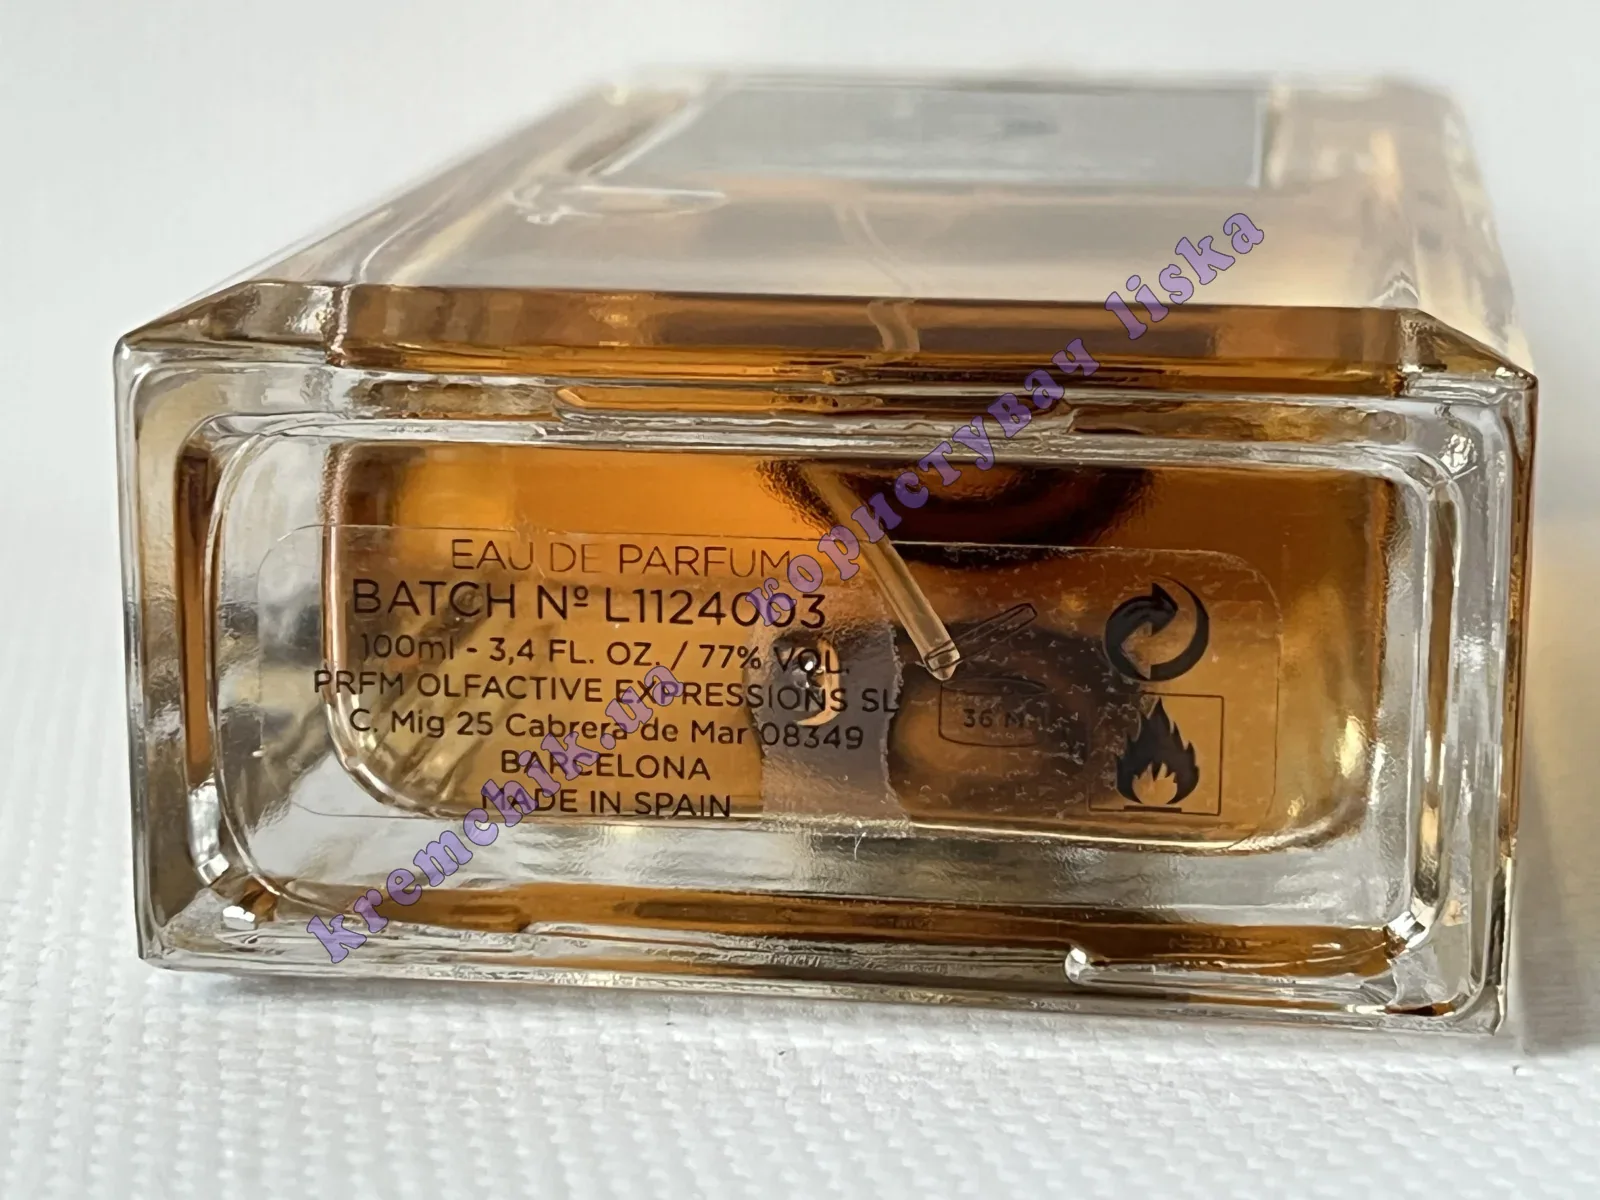 EAU DE PARFUM
BATCH Nº L1124003
100ml - 3,4 FL. OZ. / 77% VOL.
PRFM OLFACTIVE EXPRESSIONS SL
C. Mig 25 Cabrera de Mar 08349
BARCELONA
MADE IN SPAIN
36 M
kremchik.ua користувач liska